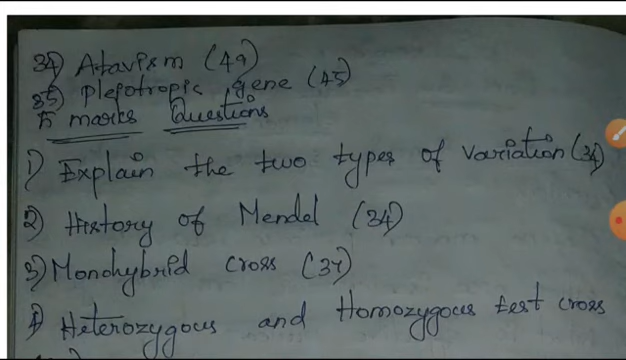 34) Atavism (49)
35) Pleiotropic gene (45)
5 marks Questions
1) Explain the two types of variation (34)
2) History of Mendel (34)
3) Monohybrid cross (37)
4) Heterozygous and Homozygous test cross